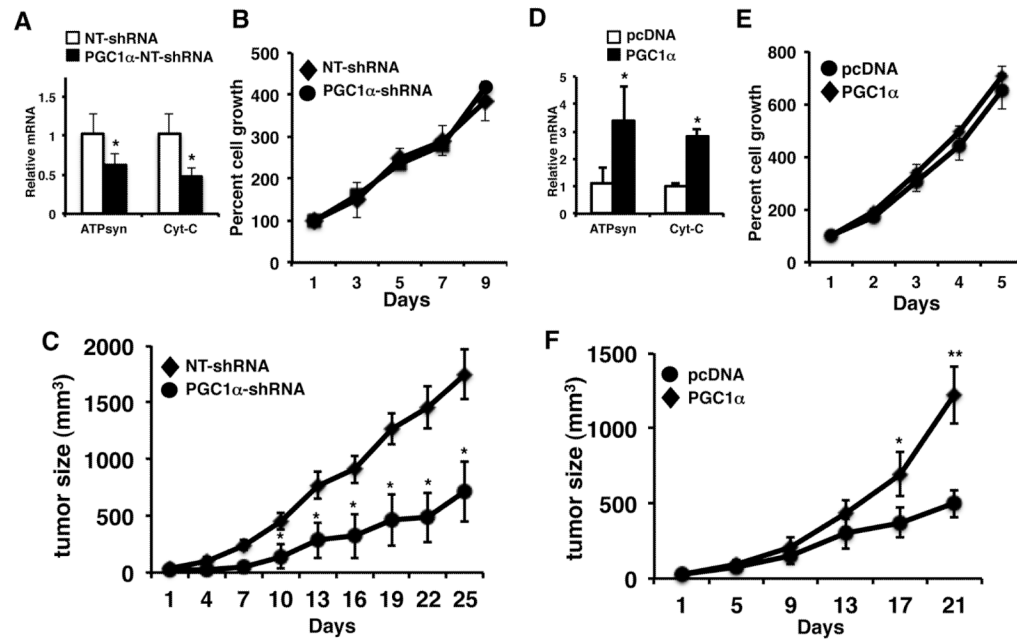 A
NT-shRNA
PGC1α-NT-shRNA
Relative mRNA
1.5
1
0.5
0
*
*
ATPsyn
Cyt-C
B
NT-shRNA
PGC1α-shRNA
Percent cell growth
500
400
300
200
100
0
1 3 5 7 9
Days
D
pcDNA
PGC1α
Relative mRNA
5
4
3
2
1
0
*
*
ATPsyn
Cyt-C
E
pcDNA
PGC1α
Percent cell growth
800
600
400
200
0
1 2 3 4 5
Days
C
NT-shRNA
PGC1α-shRNA
tumor size (mm³)
2000
1500
1000
500
0
* * * * * *
1 4 7 10 13 16 19 22 25
Days
F
pcDNA
PGC1α
tumor size (mm³)
1500
1000
500
0
*
**
1 5 9 13 17 21
Days